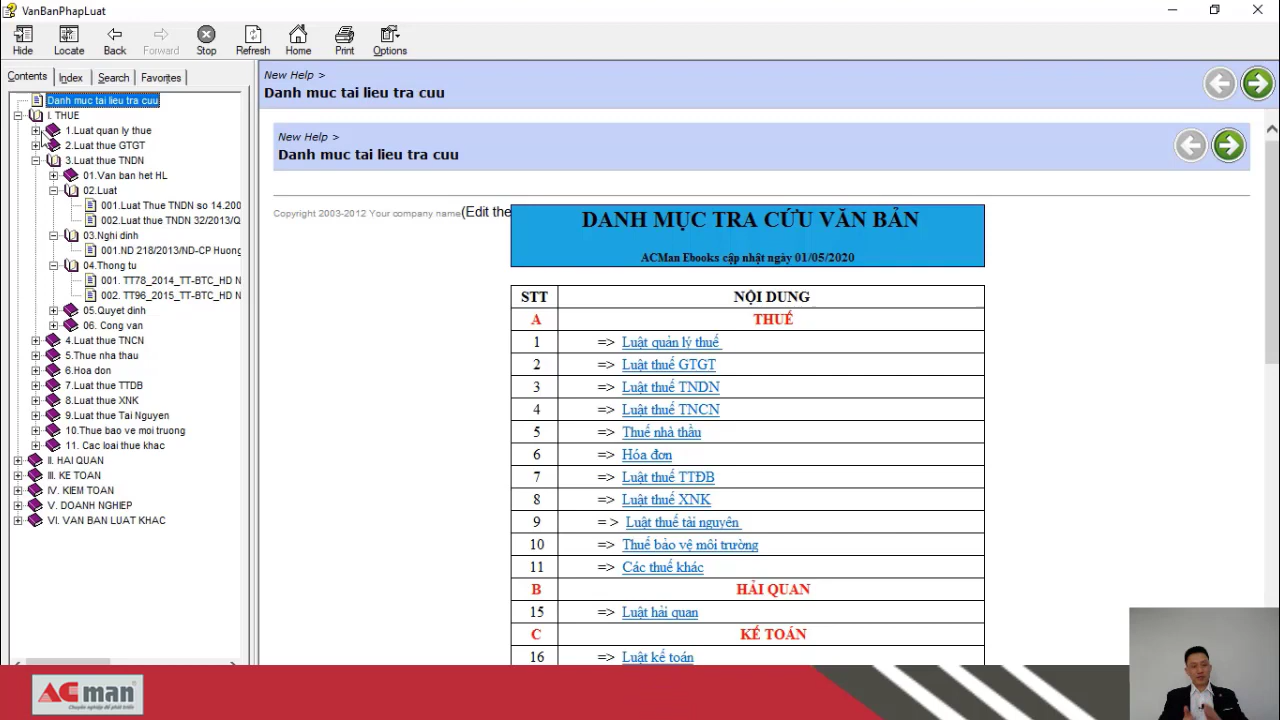 VanBanPhapLuat
Hide Locate Back Forward Stop Refresh Home Print Options
Contents Index Search Favorites
Danh muc tai lieu tra cuu
I. THUE
1.Luat quan ly thue
2.Luat thue GTGT
3.Luat thue TNDN
01.Van ban het HL
02.Luat
001.Luat Thue TNDN so 14.200
002.Luat thue TNDN 32/2013/Q
03.Nghi dinh
001.ND 218/2013/ND-CP Huong
04.Thong tu
001. TT78_2014_TT-BTC_HD N
002. TT96_2015_TT-BTC_HD N
05.Quyet dinh
06. Cong van
4.Luat thue TNCN
5.Thue nha thau
6.Hoa don
7.Luat thue TTDB
8.Luat thue XNK
9.Luat thue Tai Nguyen
10.Thue bao ve moi truong
11. Cac loai thue khac
II. HAI QUAN
III. KE TOAN
IV. KIEM TOAN
V. DOANH NGHIEP
VI. VAN BAN LUAT KHAC
New Help >
Danh muc tai lieu tra cuu
New Help >
Danh muc tai lieu tra cuu
Copyright 2003-2012 Your company name(Edit the
DANH MỤC TRA CỨU VĂN BẢN
ACMan Ebooks cập nhật ngày 01/05/2020
STT NỘI DUNG
A THUẾ
1 => Luật quản lý thuế
2 => Luật thuế GTGT
3 => Luật thuế TNDN
4 => Luật thuế TNCN
5 => Thuế nhà thầu
6 => Hóa đơn
7 => Luật thuế TTĐB
8 => Luật thuế XNK
9 = > Luật thuế tài nguyên
10 => Thuế bảo vệ môi trường
11 => Các thuế khác
B HẢI QUAN
15 => Luật hải quan
C KẾ TOÁN
16 => Luật kế toán
ACman
Chuyên nghiệp để phát triển